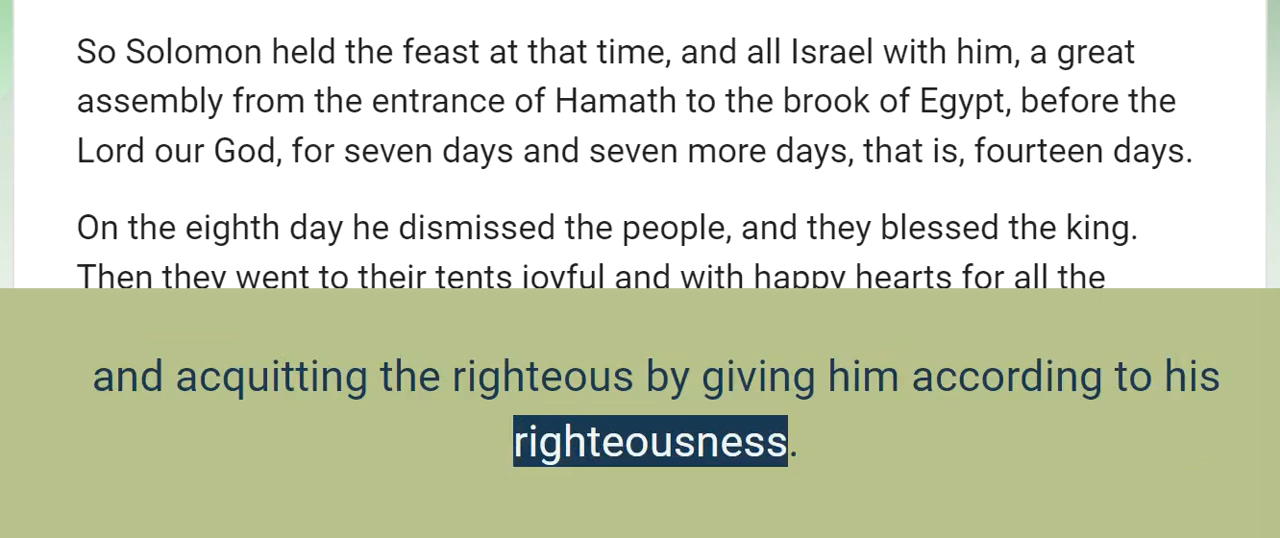 So Solomon held the feast at that time, and all Israel with him, a great
assembly from the entrance of Hamath to the brook of Egypt, before the
Lord our God, for seven days and seven more days, that is, fourteen days.
On the eighth day he dismissed the people, and they blessed the king.
Then they went to their tents joyful and with happy hearts for all the
and acquitting the righteous by giving him according to his
righteousness.